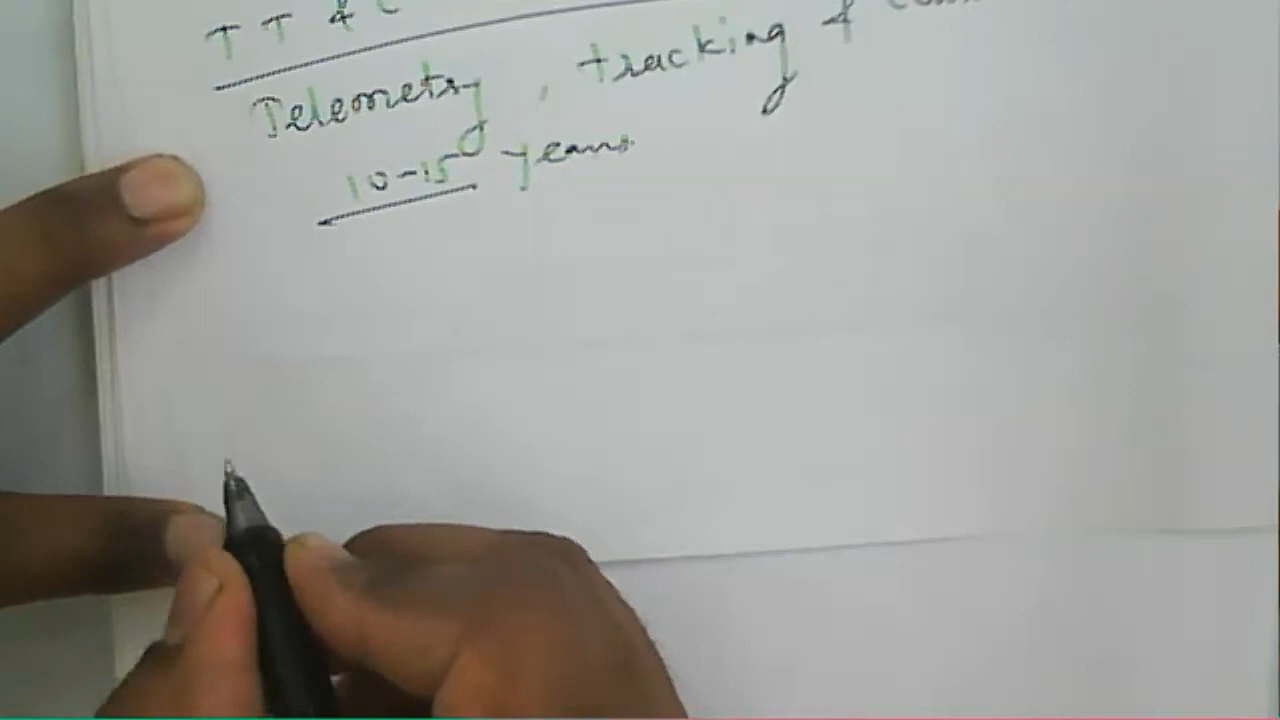 T T & C
Telemetry, tracking &
10-15 years